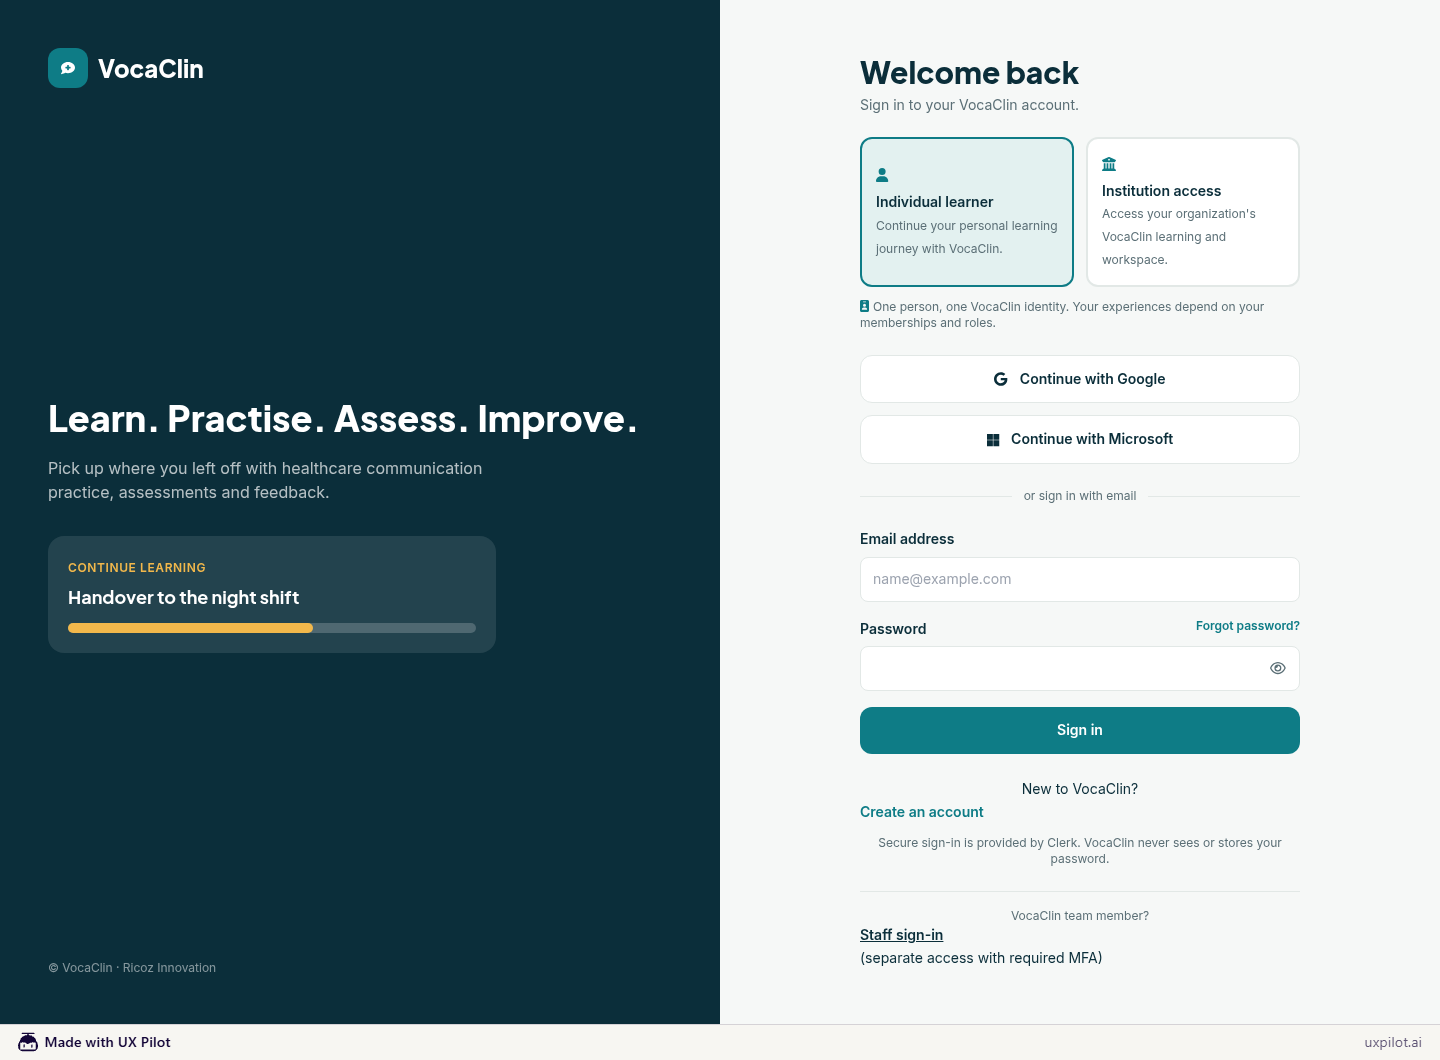 VocaClin
Learn. Practise. Assess. Improve.
Pick up where you left off with healthcare communication
practice, assessments and feedback.
CONTINUE LEARNING
Handover to the night shift
© VocaClin · Ricoz Innovation
Welcome back
Sign in to your VocaClin account.
Individual learner
Continue your personal learning
journey with VocaClin.
Institution access
Access your organization's
VocaClin learning and
workspace.
One person, one VocaClin identity. Your experiences depend on your
memberships and roles.
Continue with Google
Continue with Microsoft
or sign in with email
Email address
name@example.com
Password
Forgot password?
Sign in
New to VocaClin?
Create an account
Secure sign-in is provided by Clerk. VocaClin never sees or stores your
password.
VocaClin team member?
Staff sign-in
(separate access with required MFA)
Made with UX Pilot
uxpilot.ai